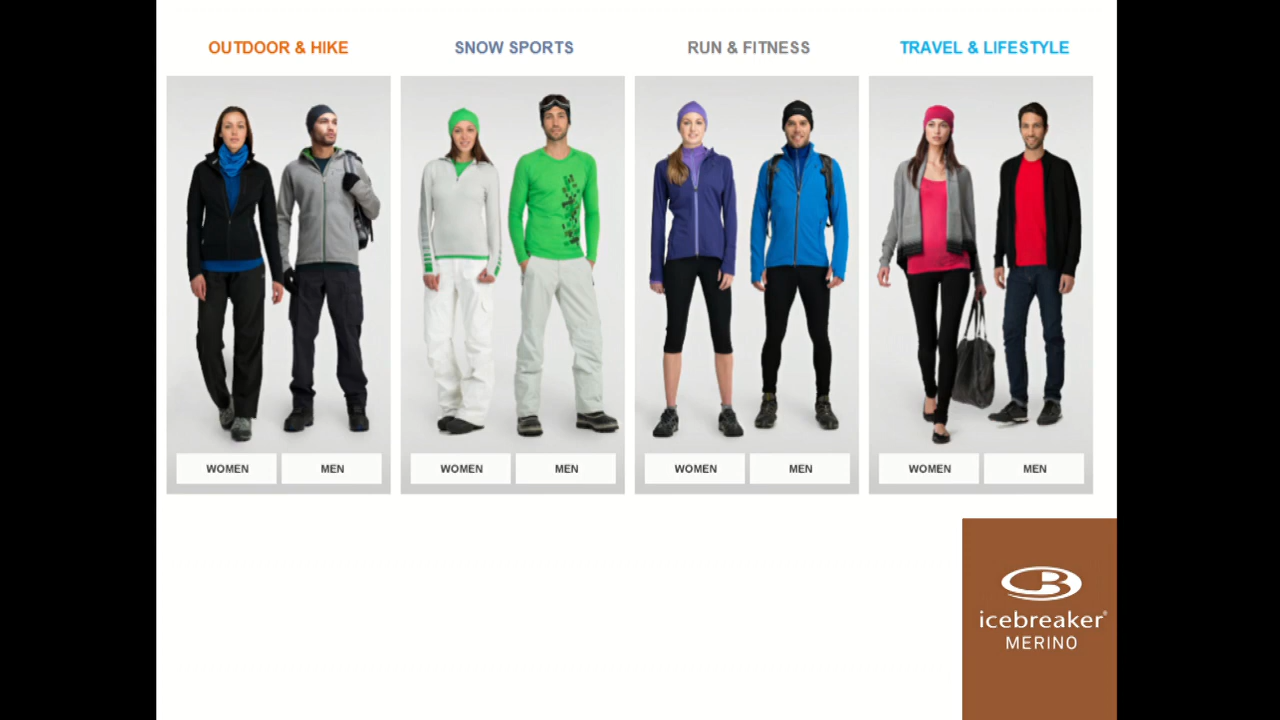 OUTDOOR & HIKE
SNOW SPORTS
RUN & FITNESS
TRAVEL & LIFESTYLE
WOMEN
MEN
WOMEN
MEN
WOMEN
MEN
WOMEN
MEN
icebreaker®
MERINO